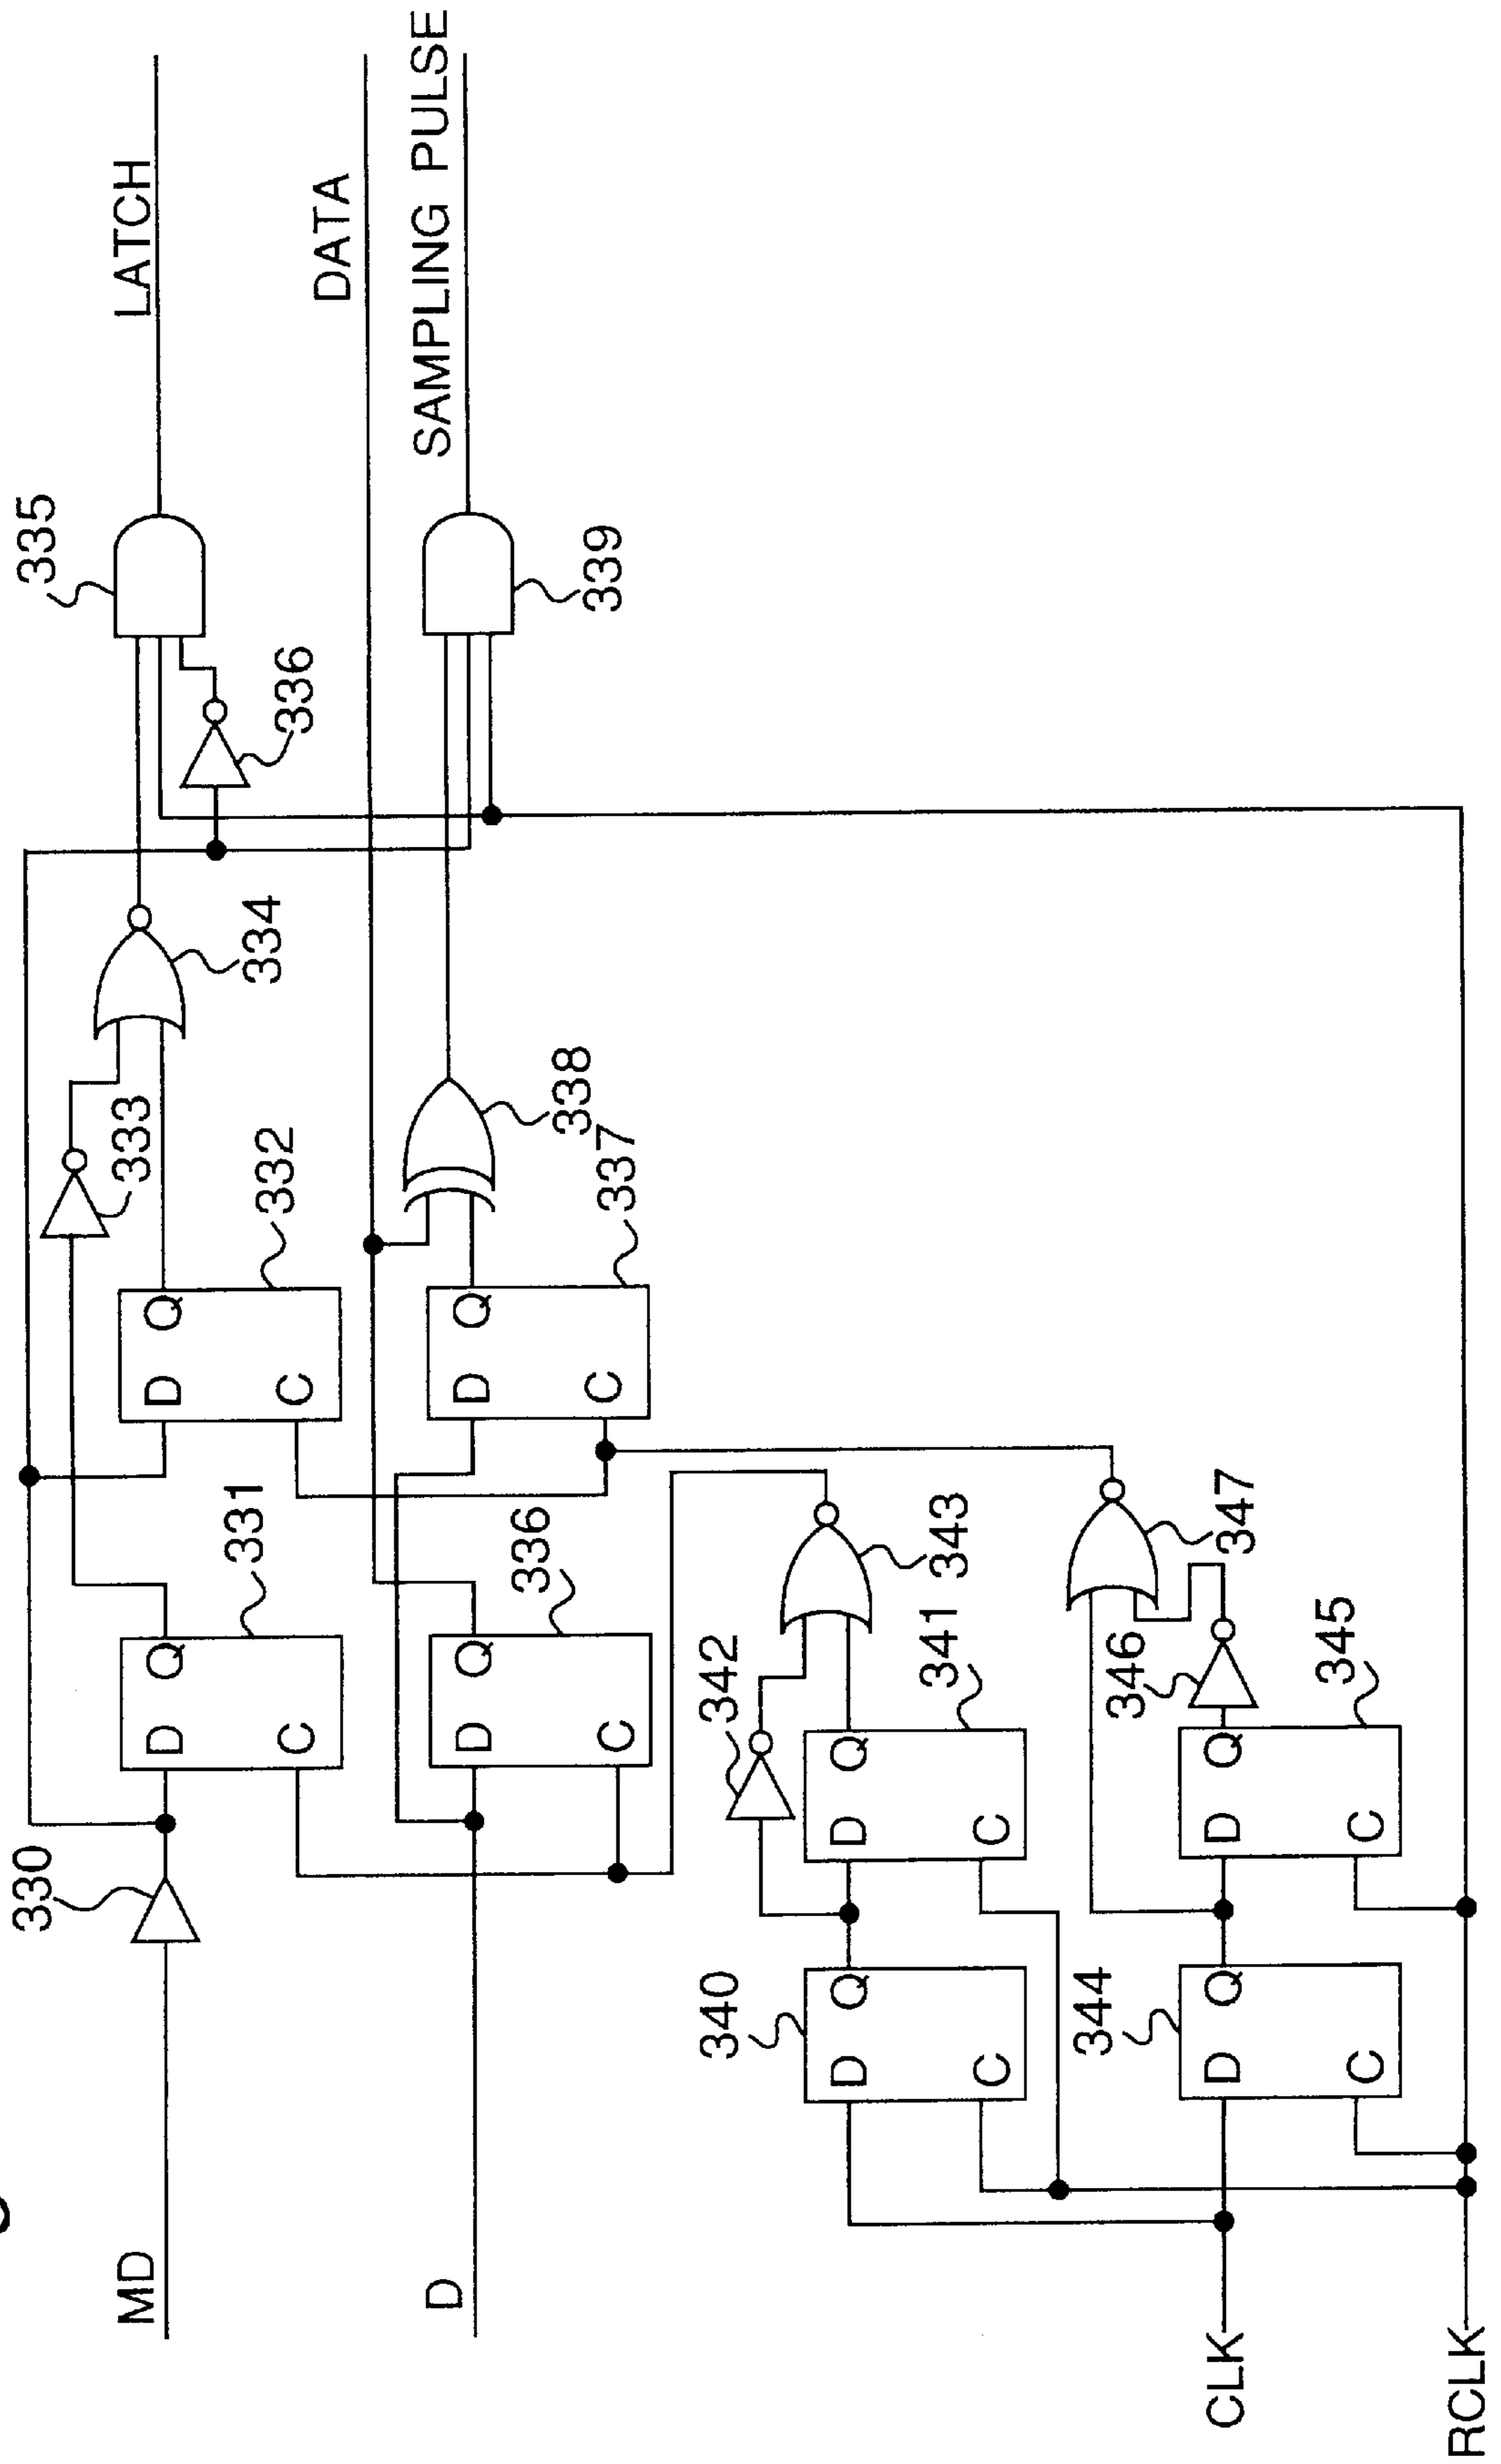 LATCH
DATA
SAMPLING PULSE
335
336
339
334
333
332
338
337
331
336
330
343
342
341
347
346
345
340
344
MD
D
CLK
RCLK
D
Q
C
D
Q
C
D
Q
C
D
Q
C
D
Q
C
D
Q
C
D
Q
C
D
Q
C